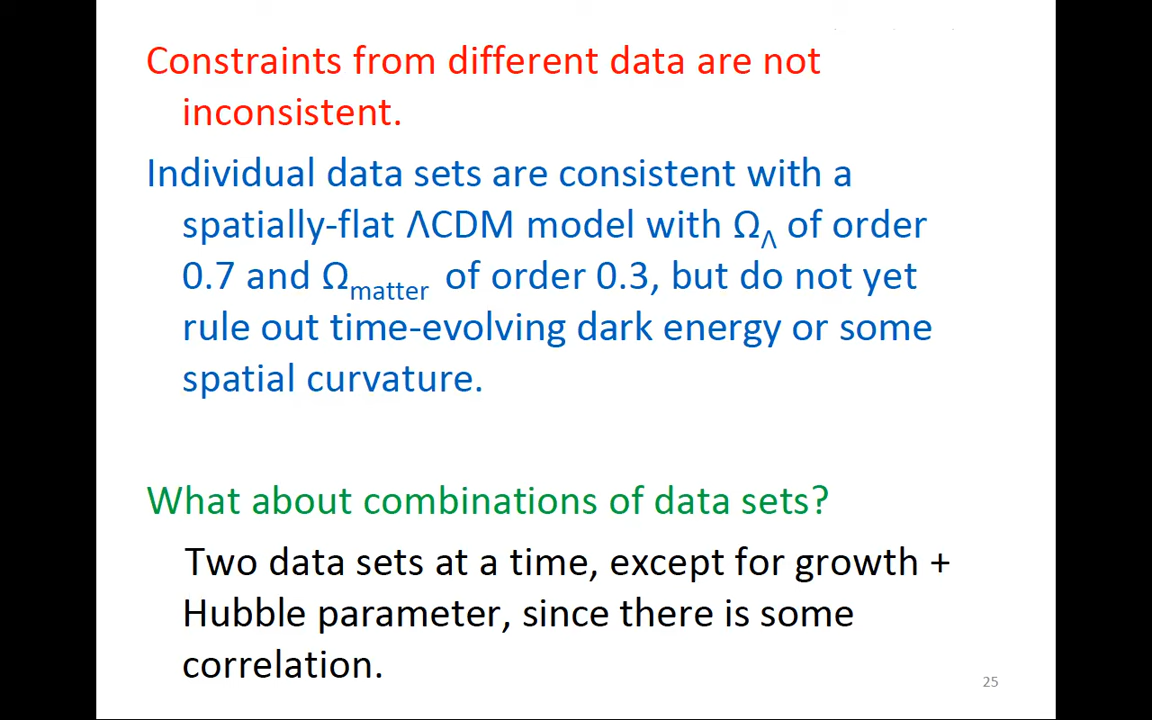 Constraints from different data are not
inconsistent.
Individual data sets are consistent with a
spatially-flat ΛCDM model with Ω_Λ of order
0.7 and Ω_matter of order 0.3, but do not yet
rule out time-evolving dark energy or some
spatial curvature.
What about combinations of data sets?
Two data sets at a time, except for growth +
Hubble parameter, since there is some
correlation.
25